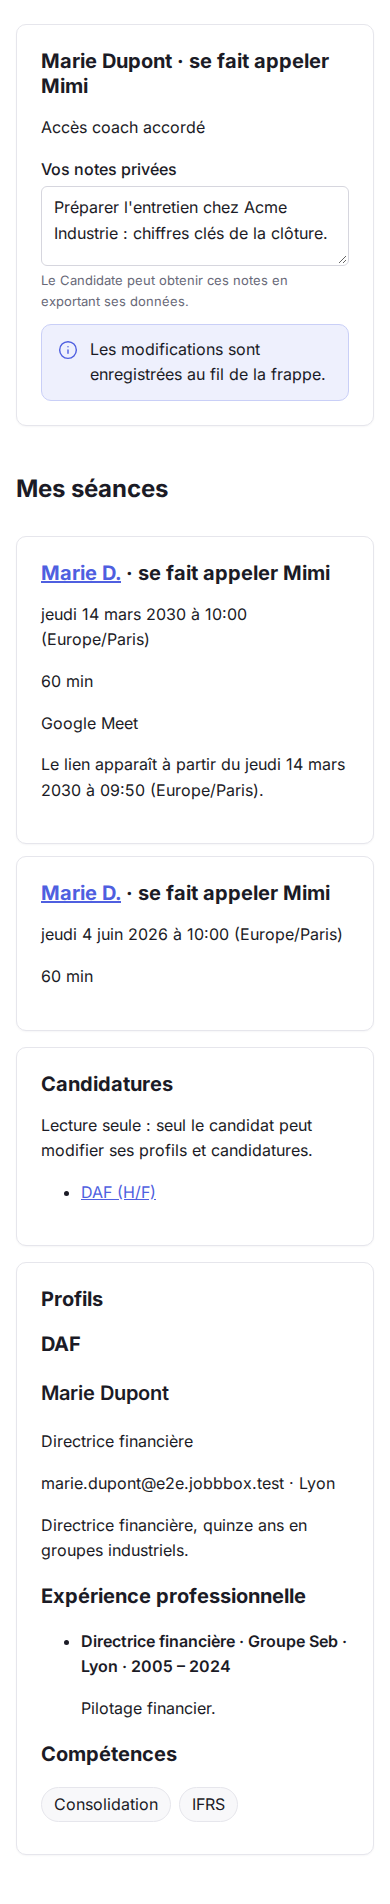 Marie Dupont · se fait appeler
Mimi
Accès coach accordé
Vos notes privées
Préparer l'entretien chez Acme
Industrie : chiffres clés de la clôture.
Le Candidate peut obtenir ces notes en
exportant ses données.
Les modifications sont
enregistrées au fil de la frappe.
Mes séances
Marie D. · se fait appeler Mimi
jeudi 14 mars 2030 à 10:00
(Europe/Paris)
60 min
Google Meet
Le lien apparaît à partir du jeudi 14 mars
2030 à 09:50 (Europe/Paris).
Marie D. · se fait appeler Mimi
jeudi 4 juin 2026 à 10:00 (Europe/Paris)
60 min
Candidatures
Lecture seule : seul le candidat peut
modifier ses profils et candidatures.
• DAF (H/F)
Profils
DAF
Marie Dupont
Directrice financière
marie.dupont@e2e.jobbbox.test · Lyon
Directrice financière, quinze ans en
groupes industriels.
Expérience professionnelle
• Directrice financière · Groupe Seb ·
Lyon · 2005 – 2024
Pilotage financier.
Compétences
Consolidation IFRS